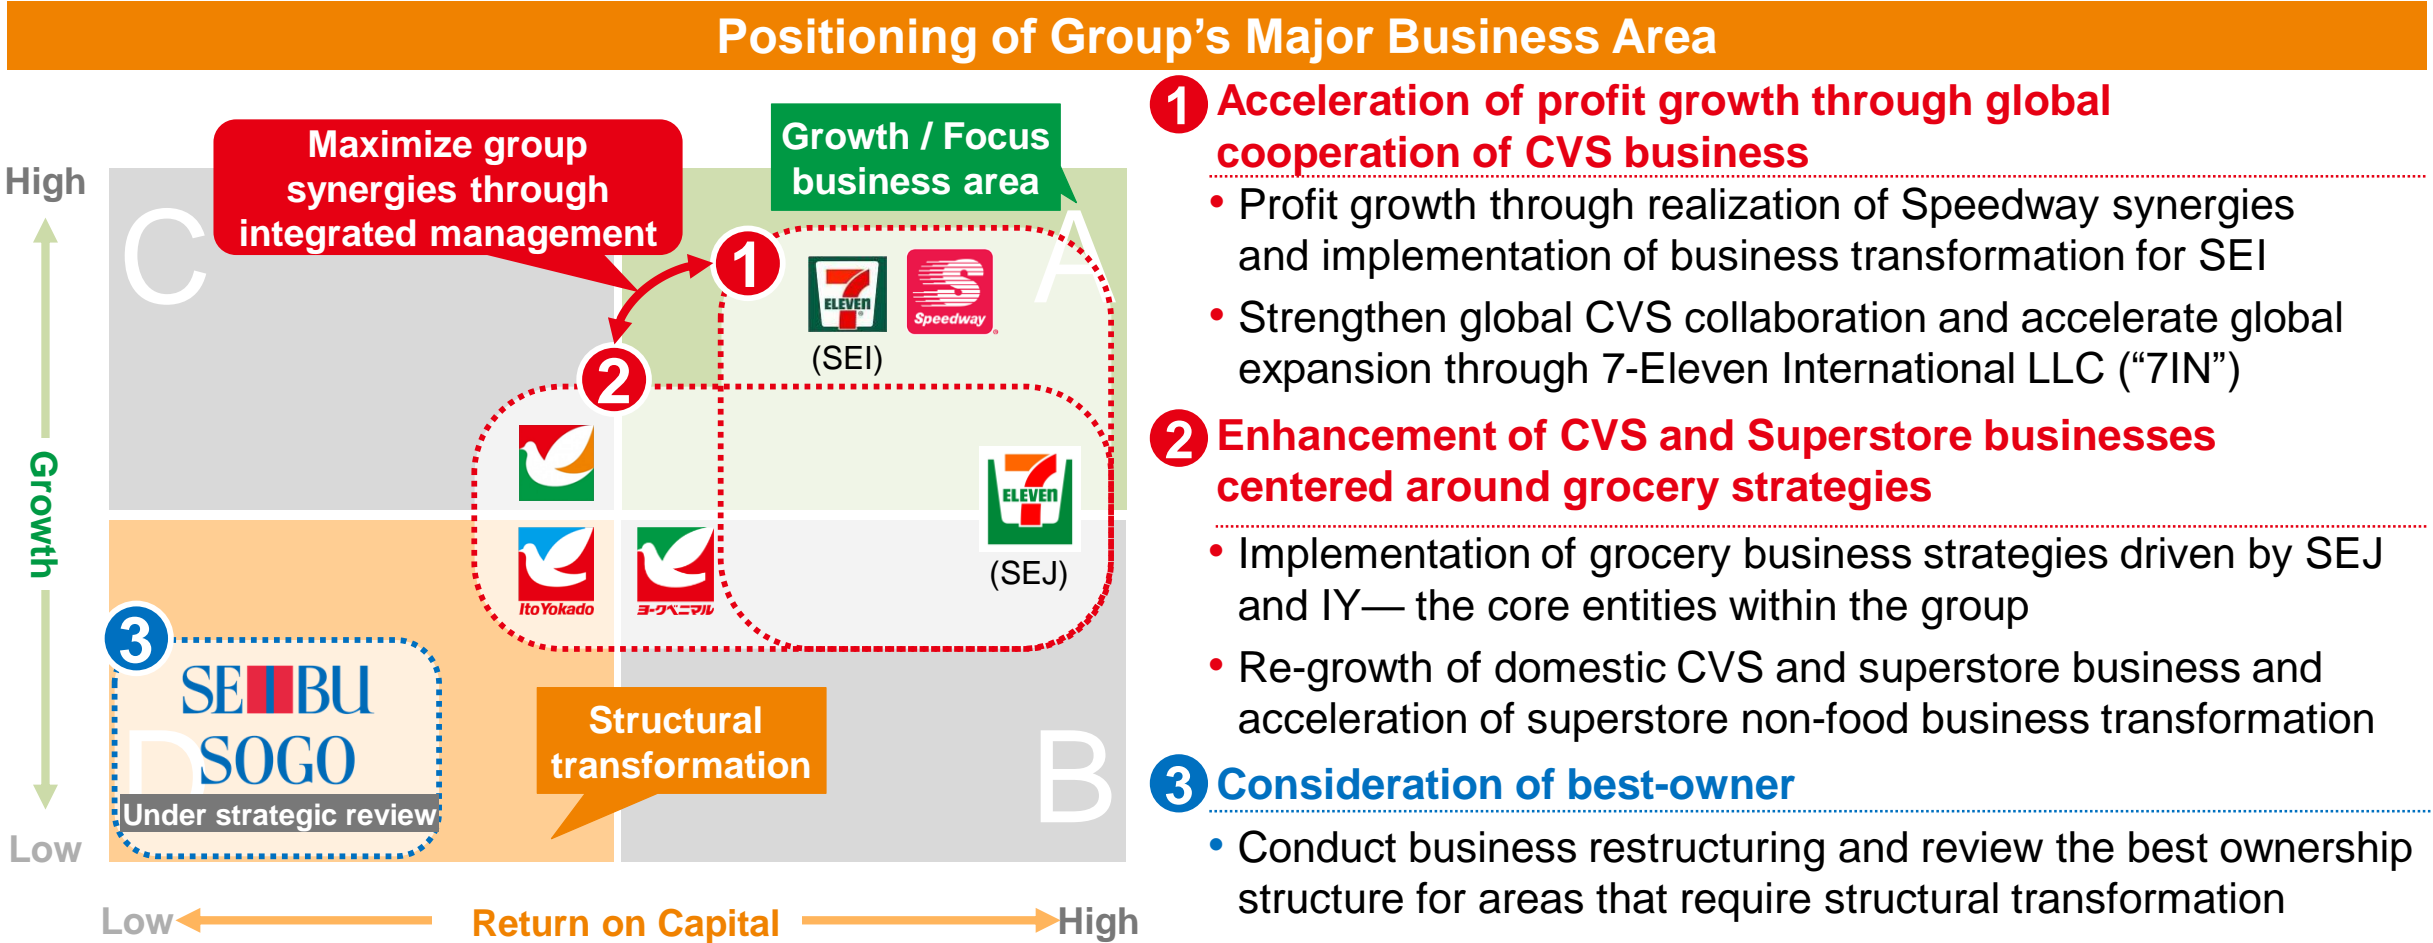 Positioning of Group's Major Business Area
Maximize group
synergies through
integrated management
Growth / Focus
business area
High
Growth
Low
C
A
1
7
ELEVEN
(SEI)
S
Speedway
2
7
ELEVEN
(SEJ)
ItoYokado
ヨークベニマル
3
SEIBU
SOGO
D
Under strategic review
Structural
transformation
B
Low
Return on Capital
High
1 Acceleration of profit growth through global
cooperation of CVS business
• Profit growth through realization of Speedway synergies
and implementation of business transformation for SEI
• Strengthen global CVS collaboration and accelerate global
expansion through 7-Eleven International LLC (“7IN”)
2 Enhancement of CVS and Superstore businesses
centered around grocery strategies
• Implementation of grocery business strategies driven by SEJ
and IY— the core entities within the group
• Re-growth of domestic CVS and superstore business and
acceleration of superstore non-food business transformation
3 Consideration of best-owner
• Conduct business restructuring and review the best ownership
structure for areas that require structural transformation